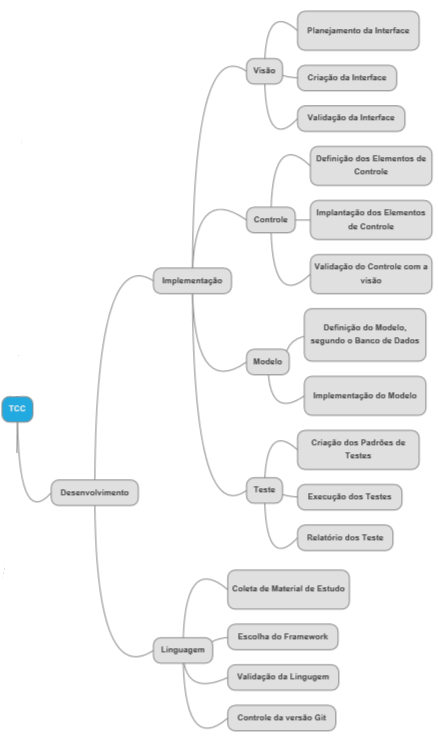 Planejamento da Interface
Visão
Criação da Interface
Validação da Interface
Definição dos Elementos de
Controle
Controle
Implantação dos Elementos
de Controle
Validação do Controle com a
visão
Implementação
Definição do Modelo,
segundo o Banco de Dados
Modelo
Implementação do Modelo
TCC
Criação dos Padrões de
Testes
Desenvolvimento
Teste
Execução dos Testes
Relatório dos Teste
Coleta de Material de Estudo
Escolha do Framework
Linguagem
Validação da Lingugem
Controle da versão Git